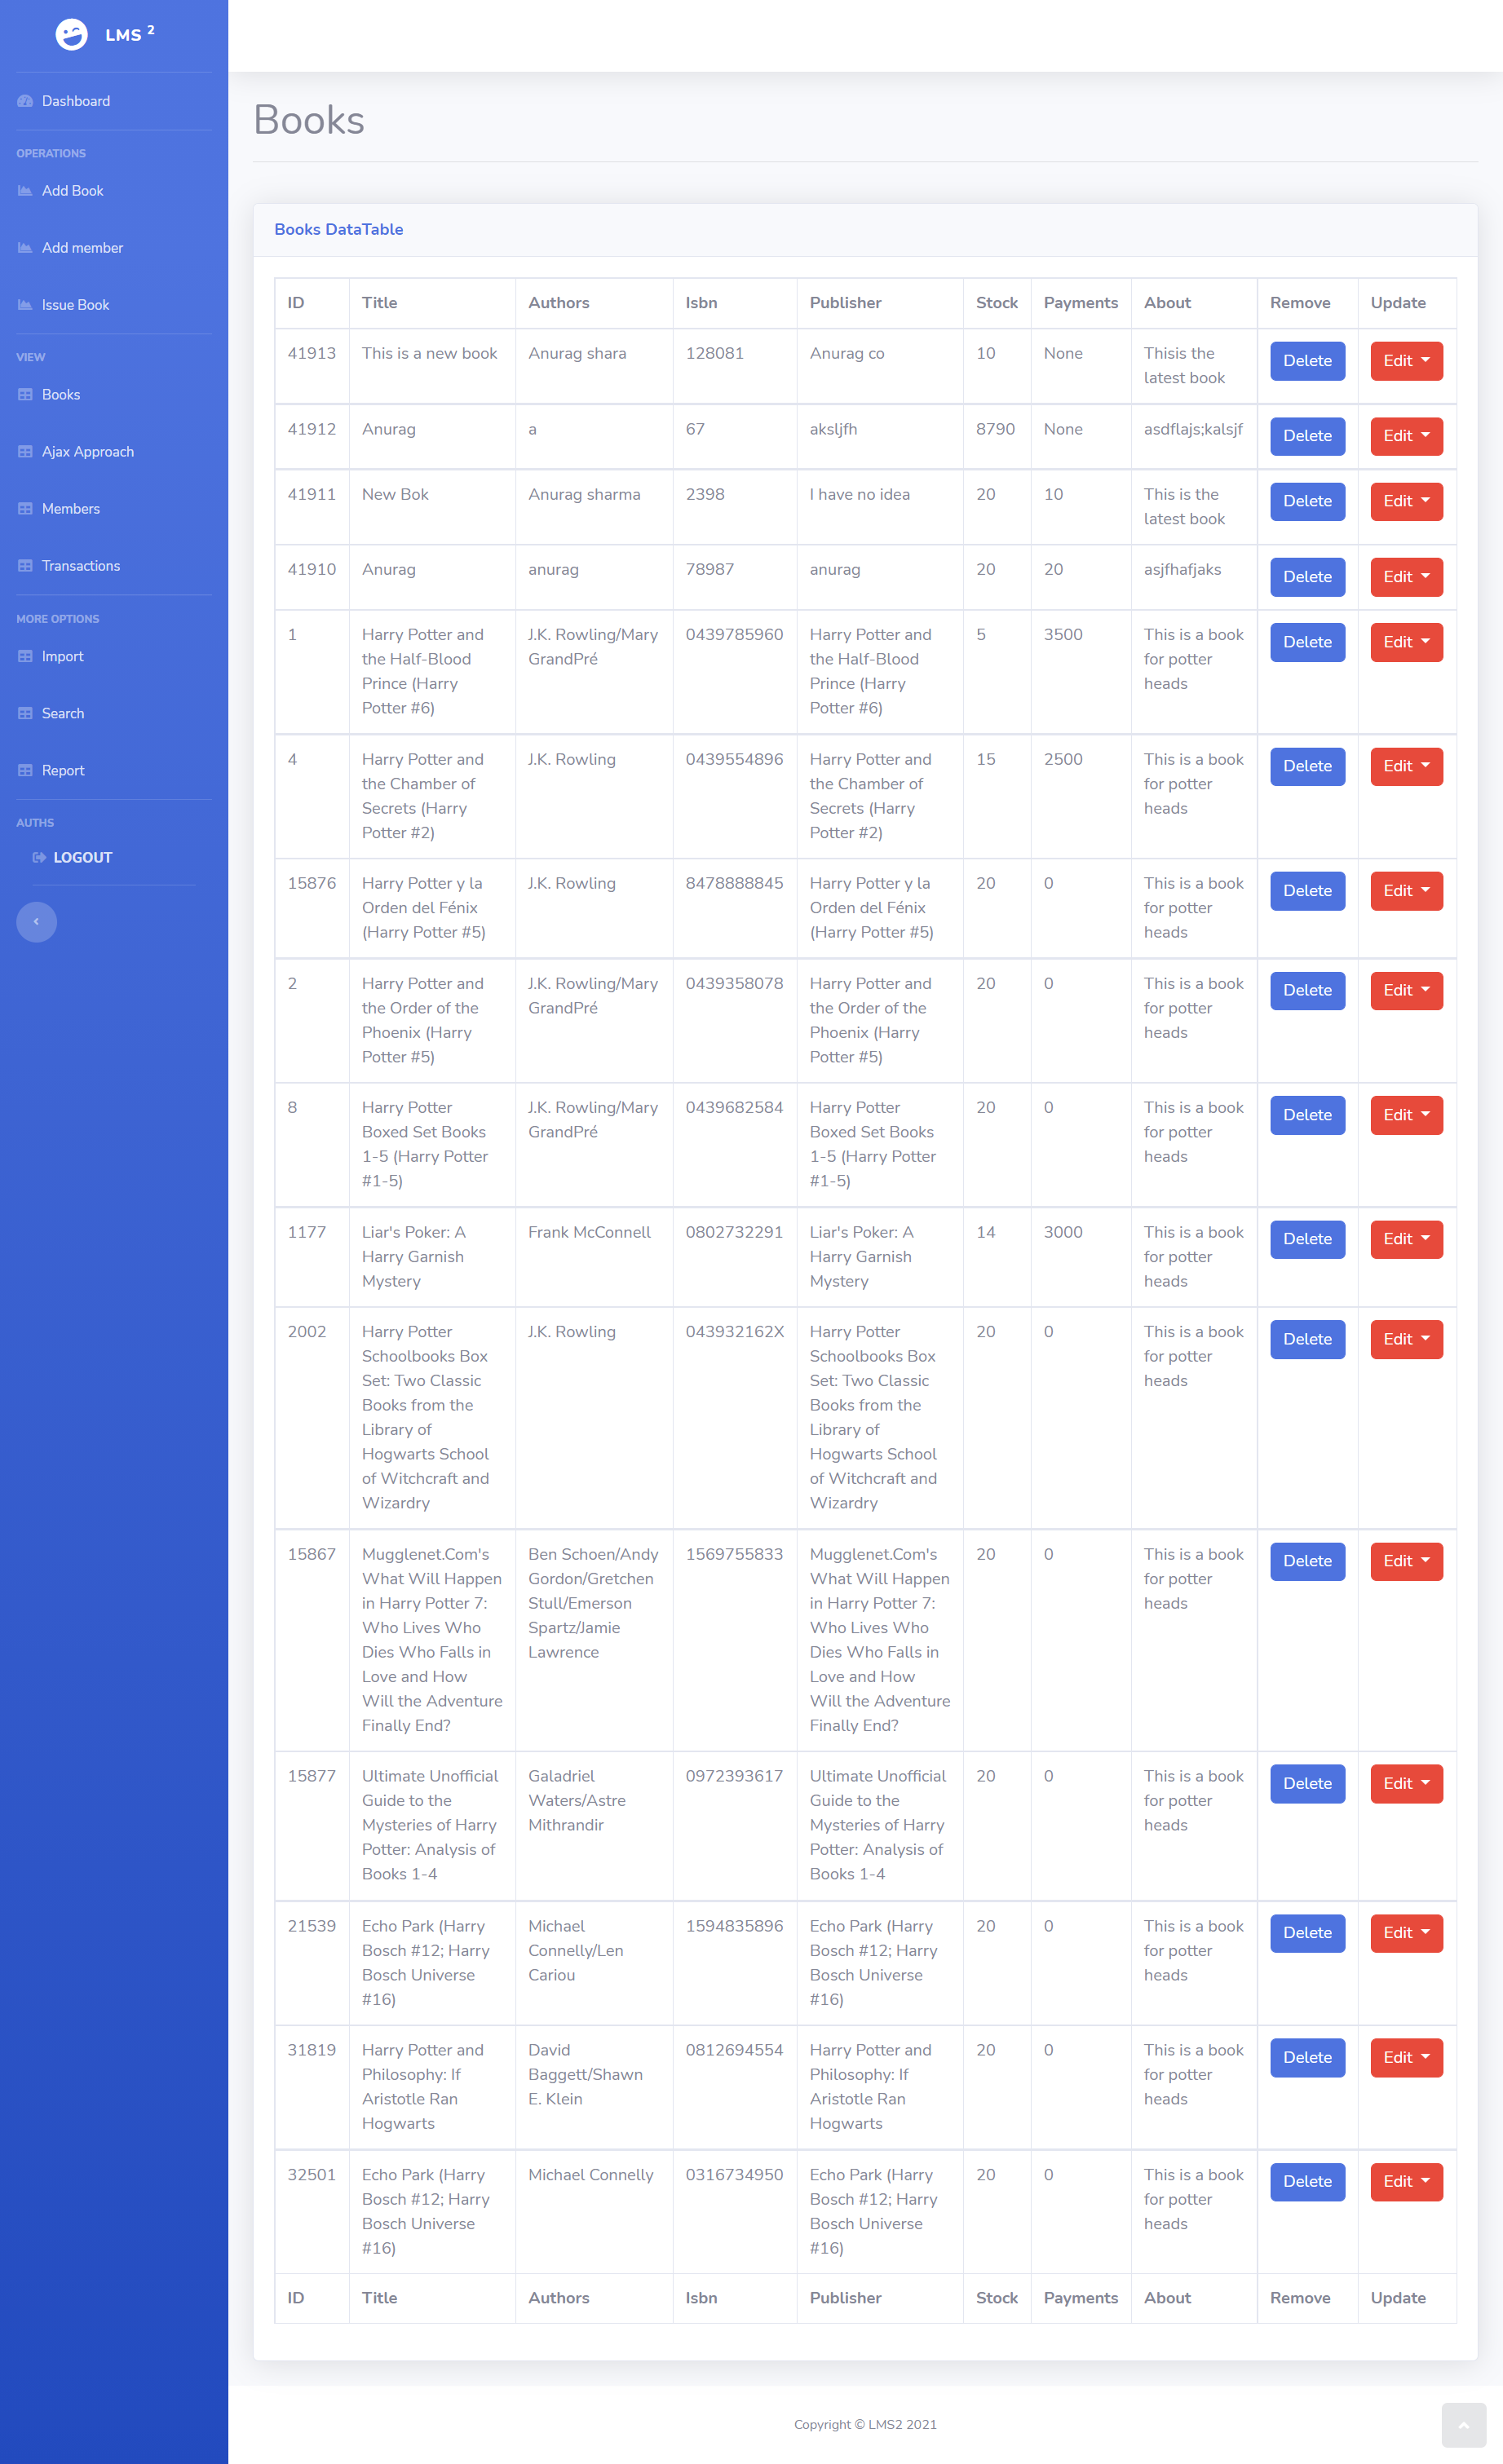 LMS 2
Dashboard
OPERATIONS
Add Book
Add member
Issue Book
VIEW
Books
Ajax Approach
Members
Transactions
MORE OPTIONS
Import
Search
Report
AUTHS
LOGOUT
Books
Books DataTable
ID Title Authors Isbn Publisher Stock Payments About Remove Update
41913 This is a new book Anurag shara 128081 Anurag co 10 None Thisis the Delete Edit
latest book
41912 Anurag a 67 aksljfh 8790 None asdflajs;kalsjf Delete Edit
41911 New Bok Anurag sharma 2398 I have no idea 20 10 This is the Delete Edit
latest book
41910 Anurag anurag 78987 anurag 20 20 asjfhafjaks Delete Edit
1 Harry Potter and J.K. Rowling/Mary 0439785960 Harry Potter and 5 3500 This is a book Delete Edit
the Half-Blood GrandPré the Half-Blood for potter
Prince (Harry Prince (Harry heads
Potter #6) Potter #6)
4 Harry Potter and J.K. Rowling 0439554896 Harry Potter and 15 2500 This is a book Delete Edit
the Chamber of the Chamber of for potter
Secrets (Harry Secrets (Harry heads
Potter #2) Potter #2)
15876 Harry Potter y la J.K. Rowling 8478888845 Harry Potter y la 20 0 This is a book Delete Edit
Orden del Fénix Orden del Fénix for potter
(Harry Potter #5) (Harry Potter #5) heads
2 Harry Potter and J.K. Rowling/Mary 0439358078 Harry Potter and 20 0 This is a book Delete Edit
the Order of the GrandPré the Order of the for potter
Phoenix (Harry Phoenix (Harry heads
Potter #5) Potter #5)
8 Harry Potter J.K. Rowling/Mary 0439682584 Harry Potter 20 0 This is a book Delete Edit
Boxed Set Books GrandPré Boxed Set Books for potter
1-5 (Harry Potter 1-5 (Harry Potter heads
#1-5) #1-5)
1177 Liar's Poker: A Frank McConnell 0802732291 Liar's Poker: A 14 3000 This is a book Delete Edit
Harry Garnish Harry Garnish for potter
Mystery Mystery heads
2002 Harry Potter J.K. Rowling 043932162X Harry Potter 20 0 This is a book Delete Edit
Schoolbooks Box Schoolbooks Box for potter
Set: Two Classic Set: Two Classic heads
Books from the Books from the
Library of Library of
Hogwarts School Hogwarts School
of Witchcraft and of Witchcraft and
Wizardry Wizardry
15867 Mugglenet.Com's Ben Schoen/Andy 1569755833 Mugglenet.Com's 20 0 This is a book Delete Edit
What Will Happen Gordon/Gretchen What Will Happen for potter
in Harry Potter 7: Stull/Emerson in Harry Potter 7: heads
Who Lives Who Spartz/Jamie Who Lives Who
Dies Who Falls in Lawrence Dies Who Falls in
Love and How Love and How
Will the Adventure Will the Adventure
Finally End? Finally End?
15877 Ultimate Unofficial Galadriel 0972393617 Ultimate Unofficial 20 0 This is a book Delete Edit
Guide to the Waters/Astre Guide to the for potter
Mysteries of Harry Mithrandir Mysteries of Harry heads
Potter: Analysis of Potter: Analysis of
Books 1-4 Books 1-4
21539 Echo Park (Harry Michael 1594835896 Echo Park (Harry 20 0 This is a book Delete Edit
Bosch #12; Harry Connelly/Len Bosch #12; Harry for potter
Bosch Universe Cariou Bosch Universe heads
#16) #16)
31819 Harry Potter and David 0812694554 Harry Potter and 20 0 This is a book Delete Edit
Philosophy: If Baggett/Shawn Philosophy: If for potter
Aristotle Ran E. Klein Aristotle Ran heads
Hogwarts Hogwarts
32501 Echo Park (Harry Michael Connelly 0316734950 Echo Park (Harry 20 0 This is a book Delete Edit
Bosch #12; Harry Bosch #12; Harry for potter
Bosch Universe Bosch Universe heads
#16) #16)
ID Title Authors Isbn Publisher Stock Payments About Remove Update
Copyright © LMS2 2021